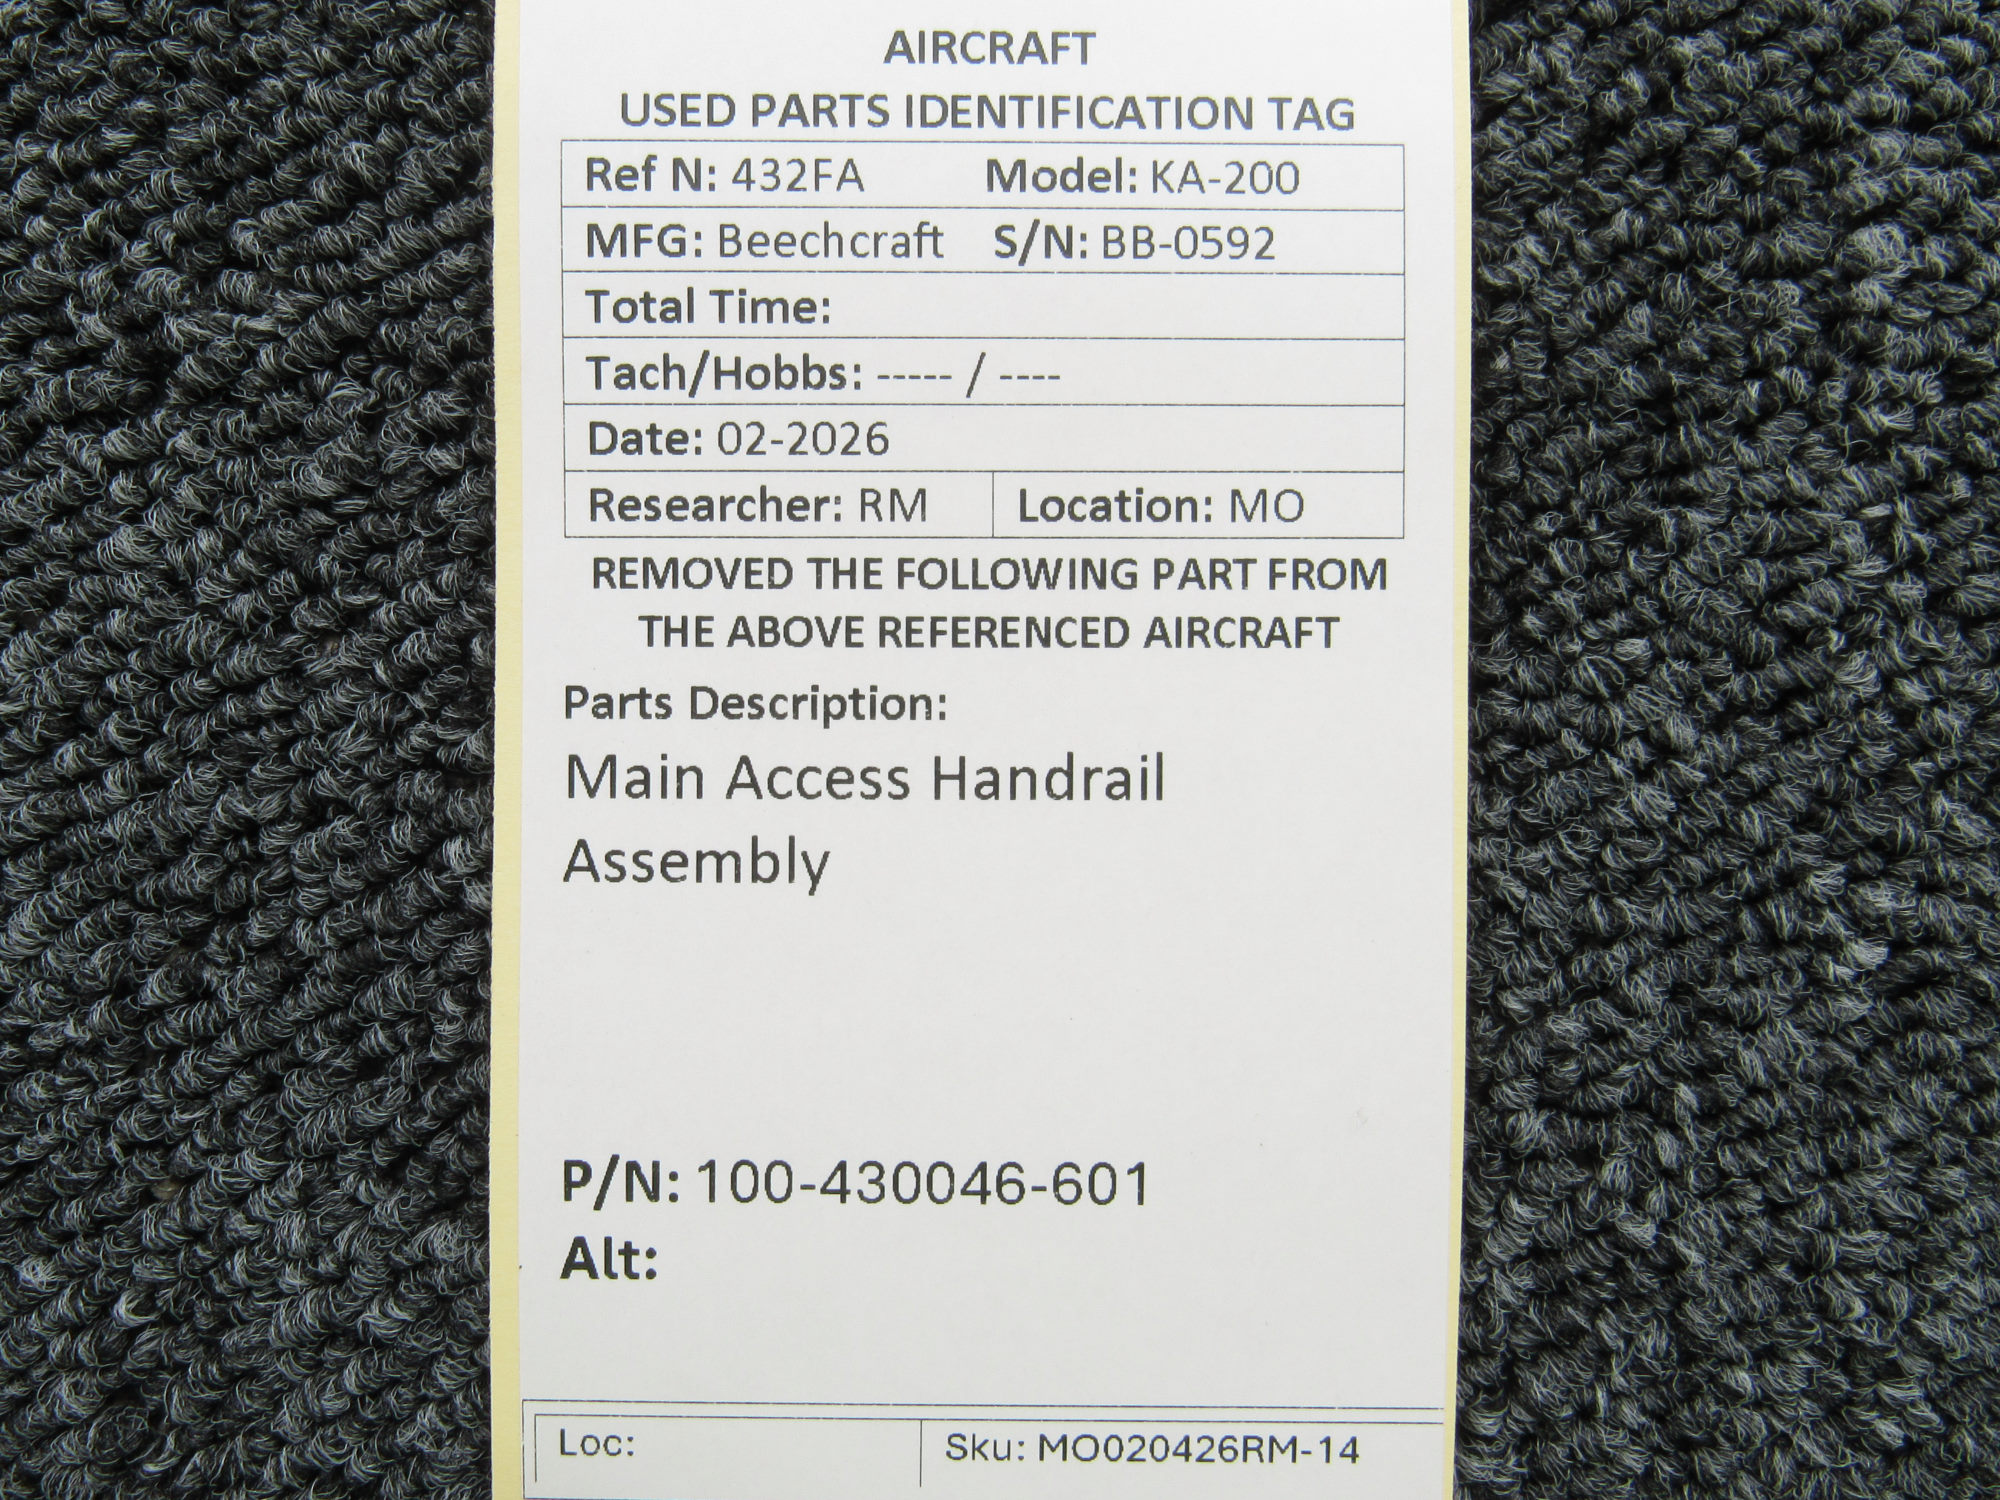 AIRCRAFT
USED PARTS IDENTIFICATION TAG
Ref N: 432FA Model: KA-200
MFG: Beechcraft S/N: BB-0592
Total Time:
Tach/Hobbs: ----- / ----
Date: 02-2026
Researcher: RM Location: MO
REMOVED THE FOLLOWING PART FROM
THE ABOVE REFERENCED AIRCRAFT
Parts Description:
Main Access Handrail
Assembly
P/N: 100-430046-601
Alt:
Loc: Sku: MO020426RM-14